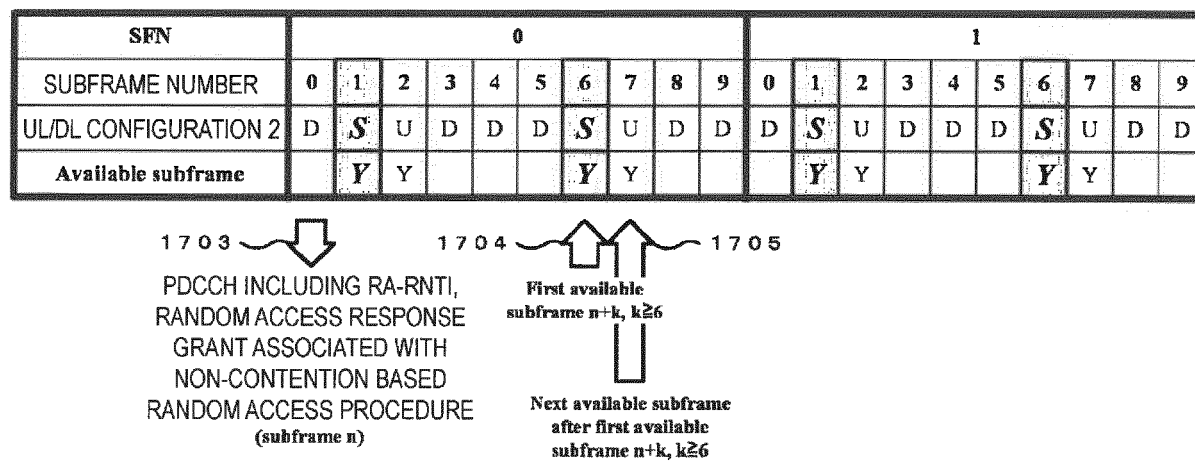 SFN 0 1
SUBFRAME NUMBER 0 1 2 3 4 5 6 7 8 9 0 1 2 3 4 5 6 7 8 9
UL/DL CONFIGURATION 2 D S U D D D S U D D D S U D D D S U D D
Available subframe Y Y Y Y Y Y Y Y
1703
1704
1705
PDCCH INCLUDING RA-RNTI,
RANDOM ACCESS RESPONSE
GRANT ASSOCIATED WITH
NON-CONTENTION BASED
RANDOM ACCESS PROCEDURE
(subframe n)
First available
subframe n+k, k≧6
Next available subframe
after first available
subframe n+k, k≧6